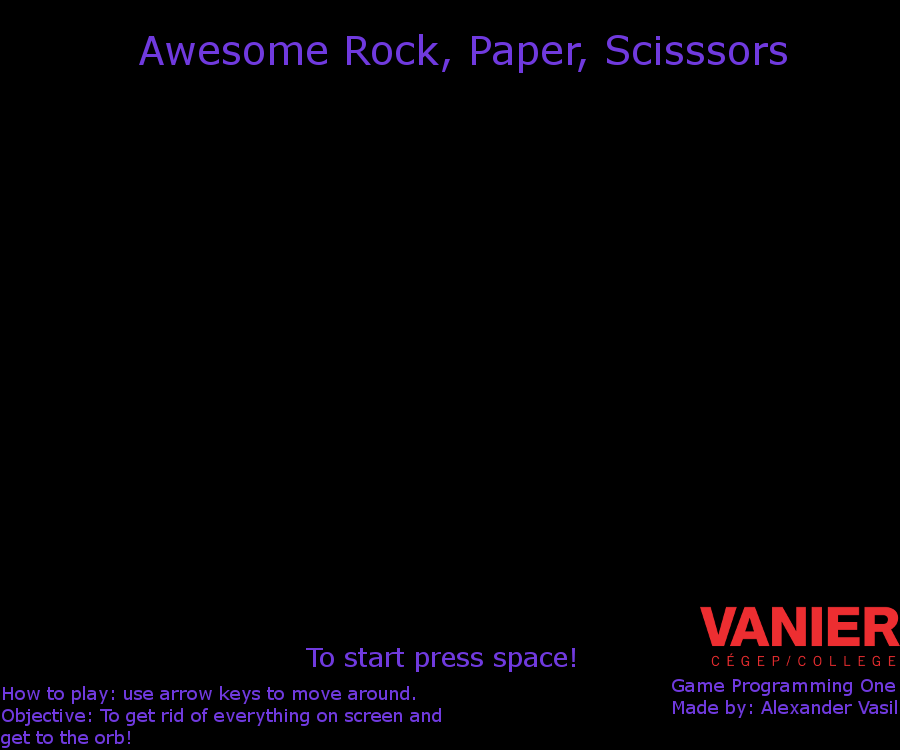 Awesome Rock, Paper, Scisssors
VANIER
CÉGEP/COLLEGE
To start press space!
How to play: use arrow keys to move around.
Objective: To get rid of everything on screen and
get to the orb!
Game Programming One
Made by: Alexander Vasil